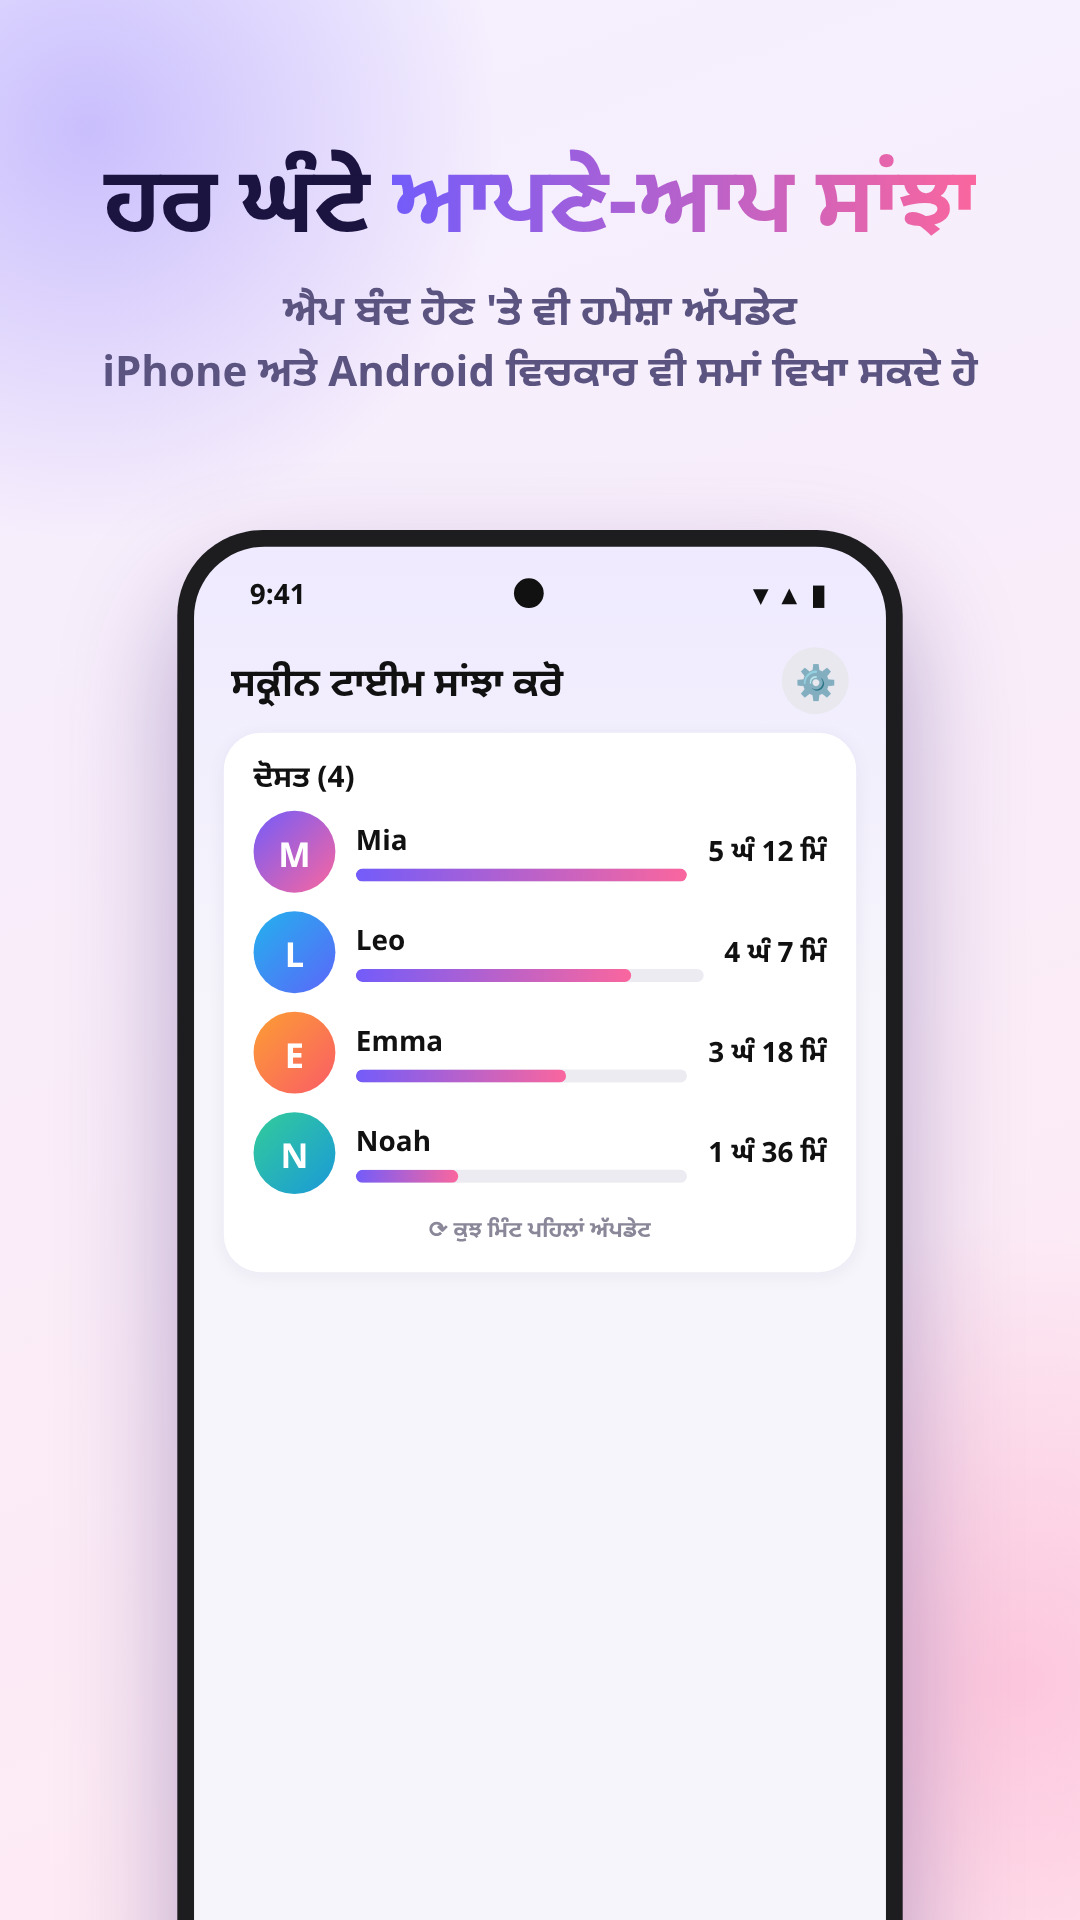 ਹਰ ਘੰਟੇ ਆਪਣੇ-ਆਪ ਸਾਂਝਾ
ਐਪ ਬੰਦ ਹੋਣ 'ਤੇ ਵੀ ਹਮੇਸ਼ਾ ਅੱਪਡੇਟ
iPhone ਅਤੇ Android ਵਿਚਕਾਰ ਵੀ ਸਮਾਂ ਵਿਖਾ ਸਕਦੇ ਹੋ
9:41
ਸਕ੍ਰੀਨ ਟਾਈਮ ਸਾਂਝਾ ਕਰੋ
ਦੋਸਤ (4)
M Mia 5 ਘੰ 12 ਮਿੰ
L Leo 4 ਘੰ 7 ਮਿੰ
E Emma 3 ਘੰ 18 ਮਿੰ
N Noah 1 ਘੰ 36 ਮਿੰ
⟳ ਕੁਝ ਮਿੰਟ ਪਹਿਲਾਂ ਅੱਪਡੇਟ